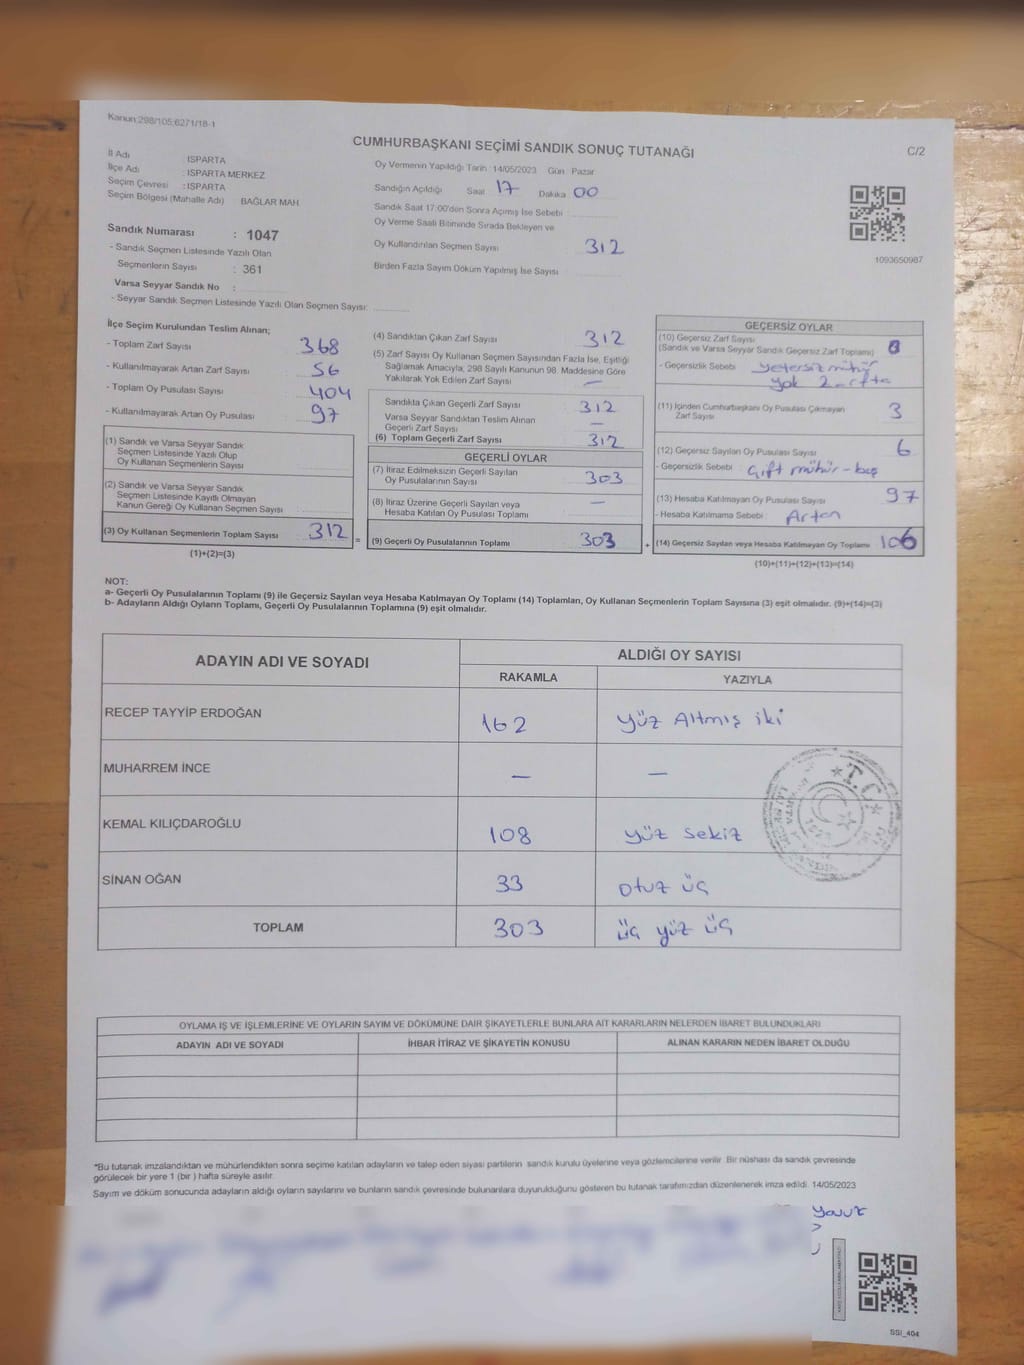 Kanun:298/105;6271/18-1
CUMHURBAŞKANI SEÇİMİ SANDIK SONUÇ TUTANAĞI
C/2
İl Adı : ISPARTA
İlçe Adı : ISPARTA MERKEZ
Seçim Çevresi : ISPARTA
Seçim Bölgesi (Mahalle Adı) : BAĞLAR MAH.
Sandık Numarası : 1047
- Sandık Seçmen Listesinde Yazılı Olan
Seçmenlerin Sayısı : 361
Varsa Seyyar Sandık No :
- Seyyar Sandık Seçmen Listesinde Yazılı Olan Seçmen Sayısı:
Oy Vermenin Yapıldığı Tarih : 14/05/2023 Gün : Pazar
Sandığın Açıldığı Saat 17 Dakika 00
Sandık Saat 17:00'den Sonra Açımış İse Sebebi :
Oy Verme Saati Bitiminde Sırada Bekleyen ve
Oy Kullandırılan Seçmen Sayısı 312
Birden Fazla Sayım Döküm Yapılmış İse Sayısı :
1093650987
İlçe Seçim Kurulundan Teslim Alınan;
- Toplam Zarf Sayısı : 368
- Kullanılmayarak Artan Zarf Sayısı : 56
- Toplam Oy Pusulası Sayısı : 404
- Kullanılmayarak Artan Oy Pusulası : 97
(1) Sandık ve Varsa Seyyar Sandık
Seçmen Listesinde Yazılı Olup
Oy Kullanan Seçmenlerin Sayısı
(2) Sandık ve Varsa Seyyar Sandık
Seçmen Listesinde Kayıtlı Olmayan
Kanun Gereği Oy Kullanan Seçmen Sayısı
(3) Oy Kullanan Seçmenlerin Toplam Sayısı 312
(1)+(2)=(3)
=
(4) Sandıktan Çıkan Zarf Sayısı 312
(5) Zarf Sayısı Oy Kullanan Seçmen Sayısından Fazla İse, Eşitliği
Sağlamak Amacıyla, 298 Sayılı Kanunun 98. Maddesine Göre
Yakılarak Yok Edilen Zarf Sayısı —
Sandıkta Çıkan Geçerli Zarf Sayısı 312
Varsa Seyyar Sandıktan Teslim Alınan
Geçerli Zarf Sayısı —
(6) Toplam Geçerli Zarf Sayısı 312
GEÇERLİ OYLAR
(7) İtiraz Edilmeksizin Geçerli Sayılan
Oy Pusulalarının Sayısı 303
(8) İtiraz Üzerine Geçerli Sayılan veya
Hesaba Katılan Oy Pusulası Toplamı —
(9) Geçerli Oy Pusulalarının Toplamı 303
+
GEÇERSİZ OYLAR
(10) Geçersiz Zarf Sayısı
(Sandık ve Varsa Seyyar Sandık Geçersiz Zarf Toplamı)
- Geçersizlik Sebebi : yetersiz mühür
yok 2 zarfta
(11) İçinden Cumhurbaşkanı Oy Pusulası Çıkmayan
Zarf Sayısı 3
(12) Geçersiz Sayılan Oy Pusulası Sayısı 6
- Geçersizlik Sebebi : Çift mühür - boş
(13) Hesaba Katılmayan Oy Pusulası Sayısı 97
- Hesaba Katılmama Sebebi : Artan
(14) Geçersiz Sayılan veya Hesaba Katılmayan Oy Toplamı 106
(10)+(11)+(12)+(13)=(14)
NOT:
a- Geçerli Oy Pusulalarının Toplamı (9) ile Geçersiz Sayılan veya Hesaba Katılmayan Oy Toplamı (14) Toplamları, Oy Kullanan Seçmenlerin Toplam Sayısına (3) eşit olmalıdır. (9)+(14)=(3)
b- Adayların Aldığı Oyların Toplamı, Geçerli Oy Pusulalarının Toplamına (9) eşit olmalıdır.
ADAYIN ADI VE SOYADI
ALDIĞI OY SAYISI
RAKAMLA YAZIYLA
RECEP TAYYİP ERDOĞAN 162 yüz Altmış iki
MUHARREM İNCE — —
KEMAL KILIÇDAROĞLU 108 yüz sekiz
SİNAN OĞAN 33 otuz üç
TOPLAM 303 üç yüz üç
T.C.
OYLAMA İŞ VE İŞLEMLERİNE VE OYLARIN SAYIM VE DÖKÜMÜNE DAİR ŞİKAYETLERLE BUNLARA AİT KARARLARIN NELERDEN İBARET BULUNDUKLARI
ADAYIN ADI VE SOYADI İHBAR İTİRAZ VE ŞİKAYETİN KONUSU ALINAN KARARIN NEDEN İBARET OLDUĞU
*Bu tutanak imzalandıktan ve mühürlendikten sonra seçime katılan adayların ve talep eden siyasi partilerin sandık kurulu üyelerine veya gözlemcilerine verilir. Bir nüshası da sandık çevresinde
görülecek bir yere 1 (bir ) hafta süreyle asılır.
Sayım ve döküm sonucunda adayların aldığı oyların sayılarını ve bunların sandık çevresinde bulunanlara duyurulduğunu gösteren bu tutanak tarafımızdan düzenlenerek imza edildi. 14/05/2023
Yavuz
SSI_404